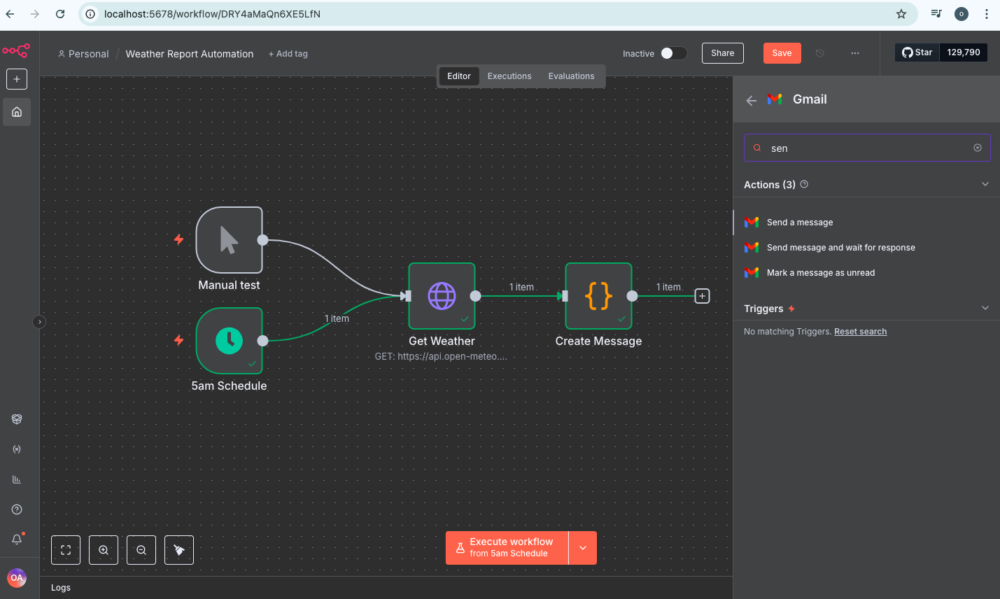 localhost:5678/workflow/DRY4aMaQn6XE5LfN
o
Personal / Weather Report Automation + Add tag
Inactive
Share
Save
Star 129,790
Editor Executions Evaluations
Gmail
sen
Actions (3)
Send a message
Send message and wait for response
Mark a message as unread
Triggers
No matching Triggers. Reset search
Manual test
5am Schedule
1 item
Get Weather
GET: https://api.open-meteo....
1 item
Create Message
1 item
Execute workflow
from 5am Schedule
OA
Logs